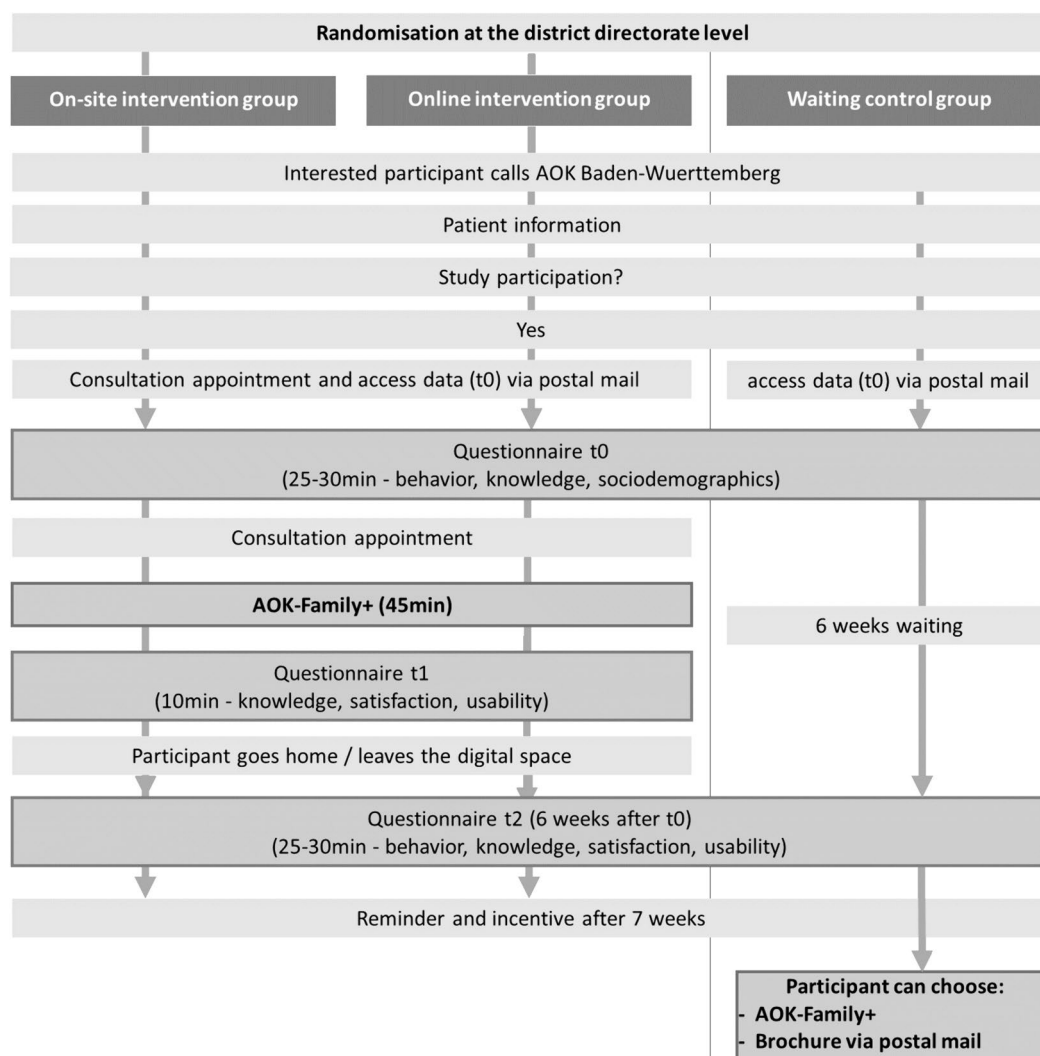 Randomisation at the district directorate level
On-site intervention group
Online intervention group
Waiting control group
Interested participant calls AOK Baden-Wuerttemberg
Patient information
Study participation?
Yes
Consultation appointment and access data (t0) via postal mail
access data (t0) via postal mail
Questionnaire t0
(25-30min - behavior, knowledge, sociodemographics)
Consultation appointment
AOK-Family+ (45min)
6 weeks waiting
Questionnaire t1
(10min - knowledge, satisfaction, usability)
Participant goes home / leaves the digital space
Questionnaire t2 (6 weeks after t0)
(25-30min - behavior, knowledge, satisfaction, usability)
Reminder and incentive after 7 weeks
Participant can choose:
- AOK-Family+
- Brochure via postal mail